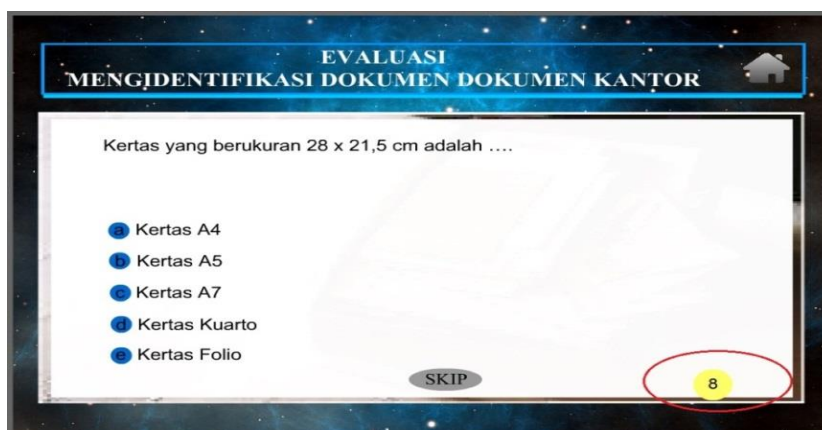 EVALUASI
MENGIDENTIFIKASI DOKUMEN DOKUMEN KANTOR
Kertas yang berukuran 28 x 21,5 cm adalah ....
a Kertas A4
b Kertas A5
c Kertas A7
d Kertas Kuarto
e Kertas Folio
SKIP
8